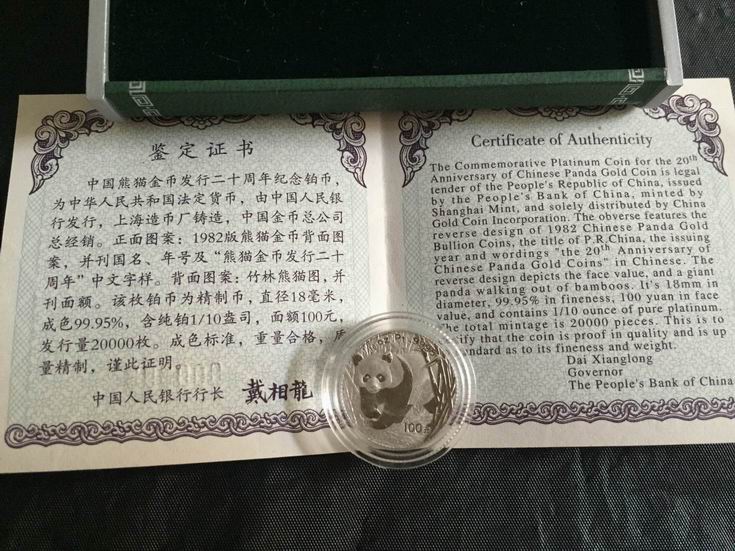 鉴定证书
中国熊猫金币发行二十周年纪念铂币，
为中华人民共和国法定货币，由中国人民银
行发行，上海造币厂铸造，中国金币总公司
总经销。正面图案：1982版熊猫金币背面图
案，并刊国名、年号及“熊猫金币发行二十
周年”中文字样。背面图案：竹林熊猫图，并
刊面额。该枚铂币为精制币，直径18毫米，
成色99.95%，含纯铂1/10盎司，面额100元，
发行量20000枚。成色标准，重量合格，质
量精制，谨此证明。
中国人民银行行长 戴相龍
Certificate of Authenticity
The Commemorative Platinum Coin for the 20th
Anniversary of Chinese Panda Gold Coin is legal
tender of the People's Republic of China, issued
by the People's Bank of China, minted by
Shanghai Mint, and solely distributed by China
Gold Coin Incorporation. The obverse features the
reverse design of 1982 Chinese Panda Gold
Bullion Coins, the title of P.R.China, the issuing
year and wordings "the 20th Anniversary of
Chinese Panda Gold Coins" in Chinese. The
reverse design depicts the face value, and a giant
panda walking out of bamboos. It's 18mm in
diameter, 99.95% in fineness, 100 yuan in face
value, and contains 1/10 ounce of pure platinum.
The total mintage is 20000 pieces. This is to
that the coin is proof in quality and is up
standard as to its fineness and weight.
Dai Xianglong
Governor
The People's Bank of China
1/10oz Pt .9995
100元